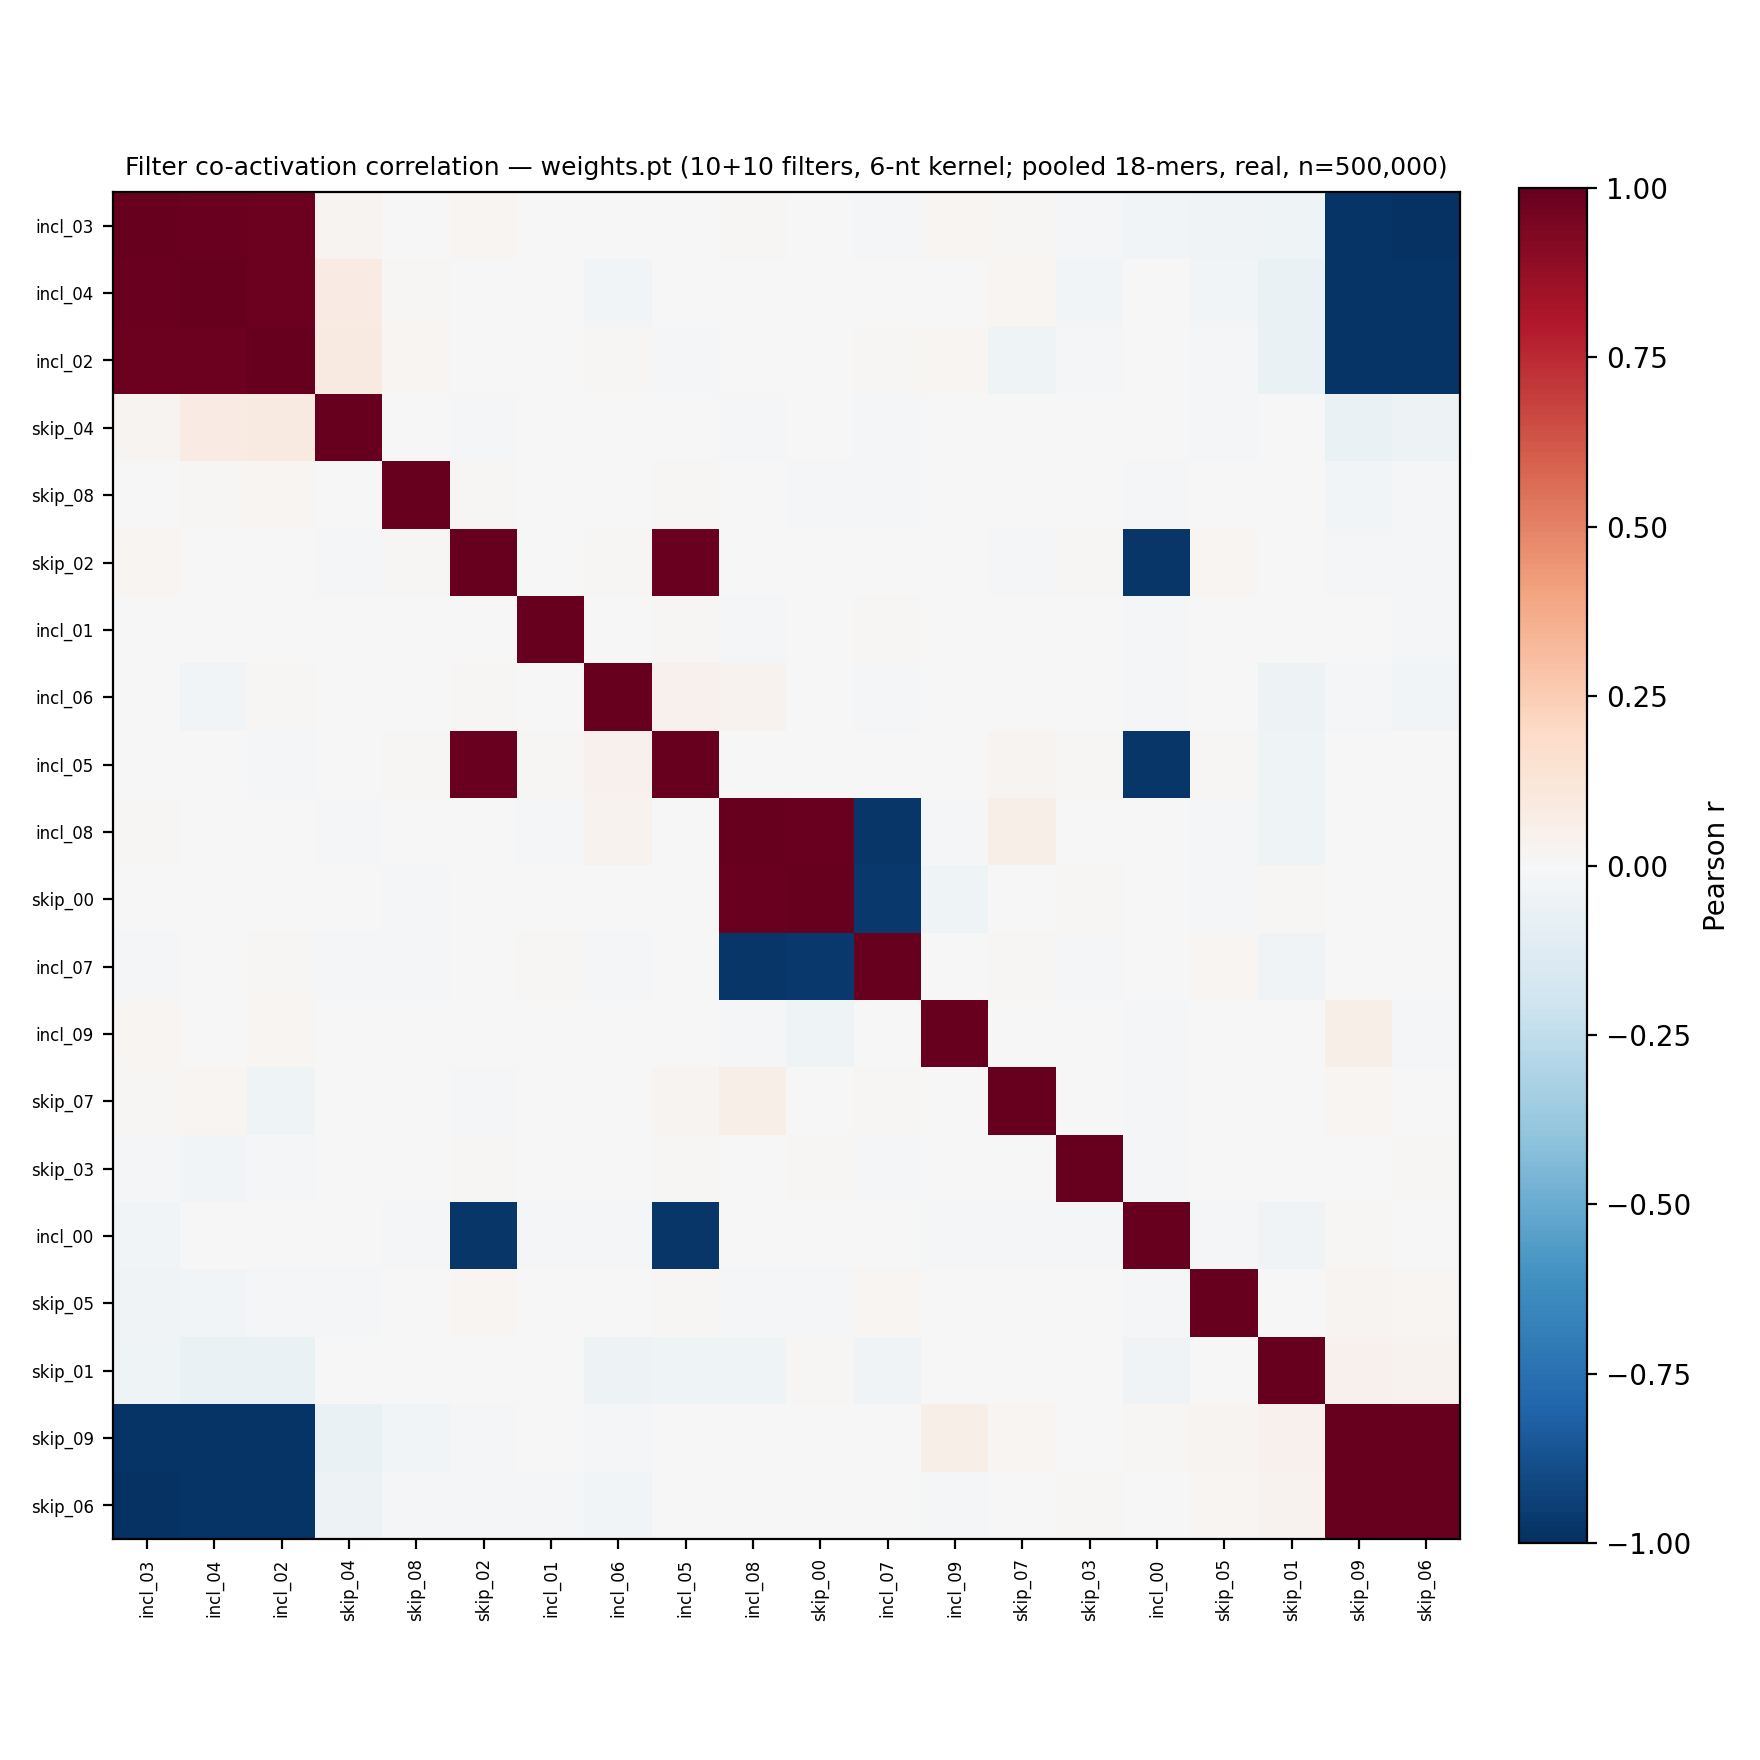 Filter co-activation correlation — weights.pt (10+10 filters, 6-nt kernel; pooled 18-mers, real, n=500,000)
incl_03
incl_04
incl_02
skip_04
skip_08
skip_02
incl_01
incl_06
incl_05
incl_08
skip_00
incl_07
incl_09
skip_07
skip_03
incl_00
skip_05
skip_01
skip_09
skip_06
incl_03
incl_04
incl_02
skip_04
skip_08
skip_02
incl_01
incl_06
incl_05
incl_08
skip_00
incl_07
incl_09
skip_07
skip_03
incl_00
skip_05
skip_01
skip_09
skip_06
1.00
0.75
0.50
0.25
0.00
−0.25
−0.50
−0.75
−1.00
Pearson r